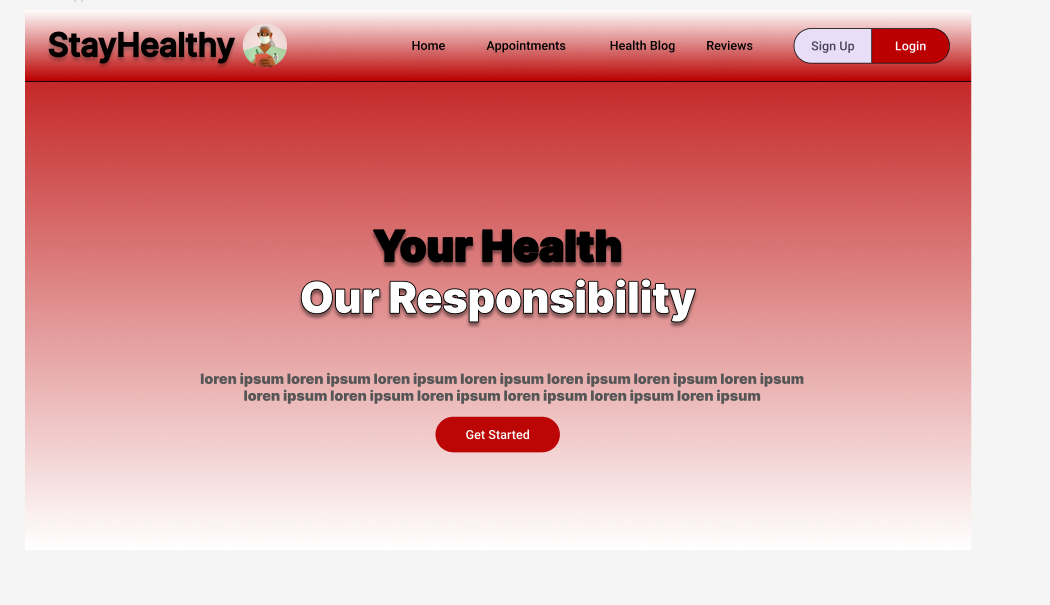 StayHealthy
Home Appointments Health Blog Reviews Sign Up Login
Your Health
Our Responsibility
loren ipsum loren ipsum loren ipsum loren ipsum loren ipsum loren ipsum loren ipsum
loren ipsum loren ipsum loren ipsum loren ipsum loren ipsum loren ipsum
Get Started